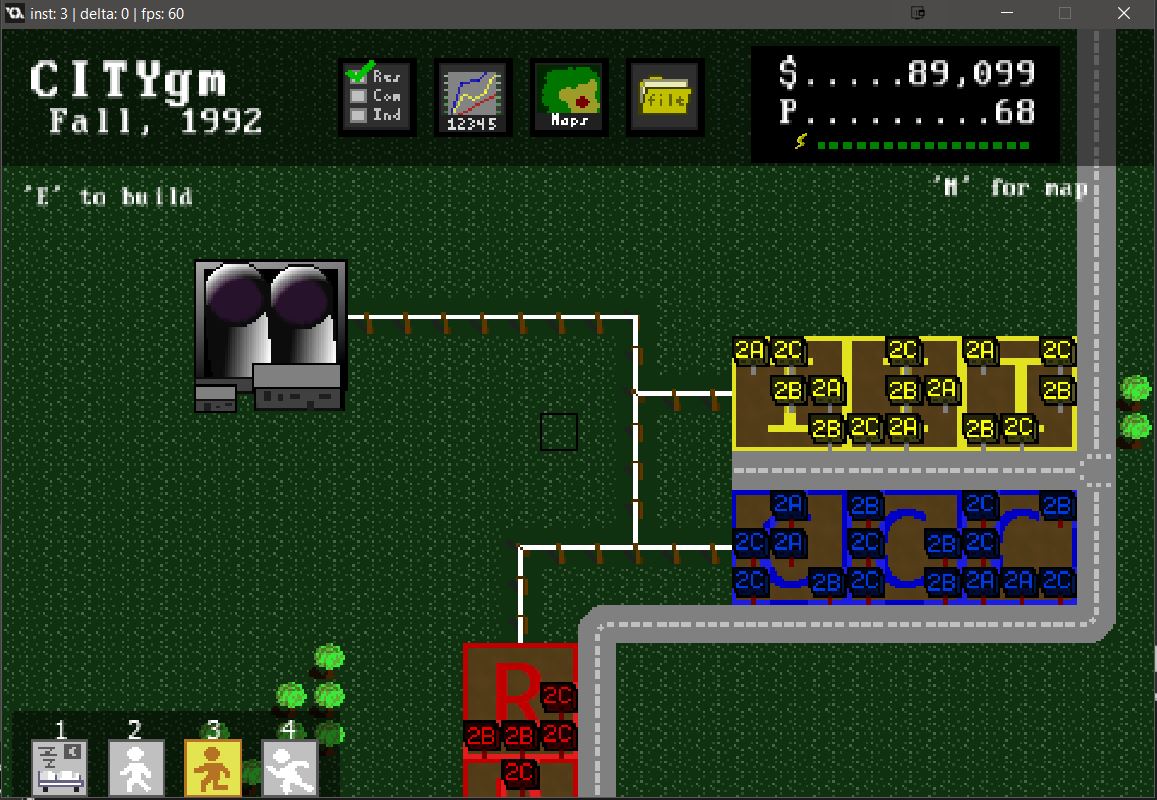 inst: 3 | delta: 0 | fps: 60
CITYgm
Fall, 1992
Res
Com
Ind
12345
Maps
file
$.....89,099
P.........68
'E' to build
'M' for map
2A 2C 2C 2A 2C
2B 2A 2B 2A 2B
2B 2C 2A 2B 2C
I I I
2A 2B 2C 2B
2C 2A 2C 2B 2C
2C 2B 2C 2B 2A 2A 2C
C C C
R 2C
2B 2B 2C
2C
1 2 3 4